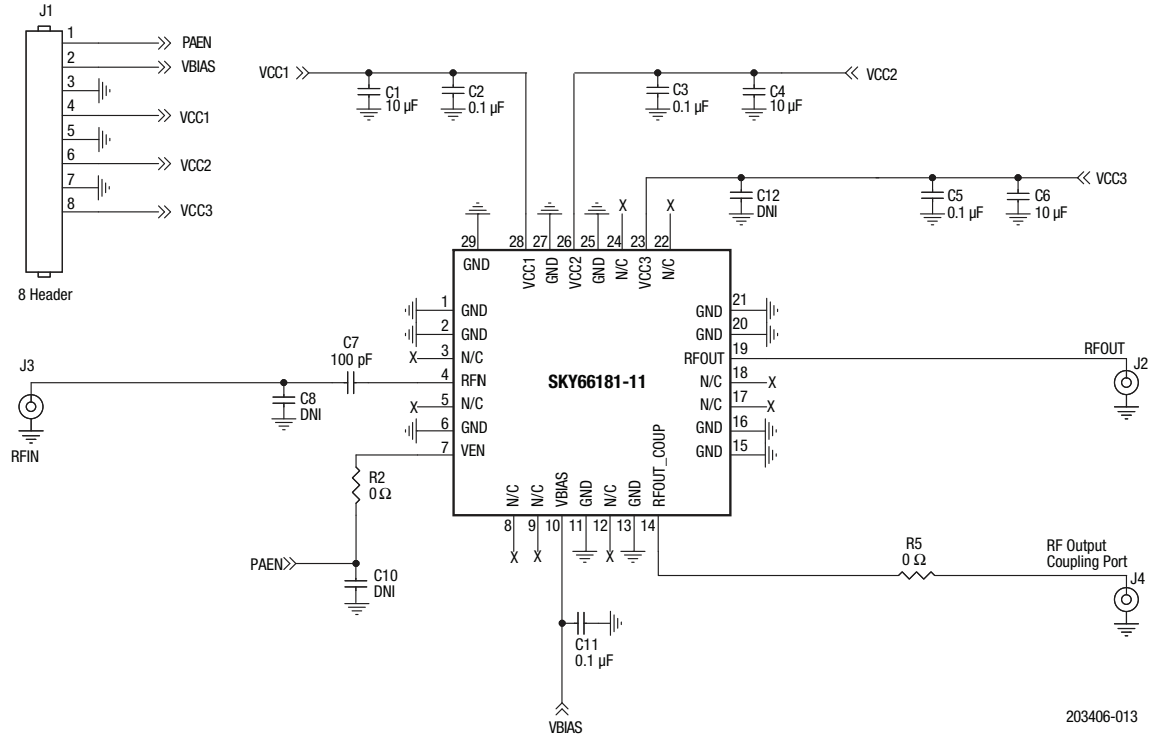 J1
1
PAEN
2
VBIAS
3
4
VCC1
5
6
VCC2
7
8
VCC3
8 Header
VCC1
C1
10 µF
C2
0.1 µF
C3
0.1 µF
C4
10 µF
VCC2
C12
DNI
C5
0.1 µF
C6
10 µF
VCC3
X
X
29
28
27
26
25
24
23
22
GND
VCC1
GND
VCC2
GND
N/C
VCC3
N/C
1
GND
2
GND
X
3
N/C
4
RFIN
X
5
N/C
6
GND
7
VEN
SKY66181-11
GND
21
GND
20
RFOUT
19
N/C
18
X
N/C
17
X
GND
16
GND
15
N/C
N/C
VBIAS
GND
N/C
GND
RFOUT_COUP
8
9
10
11
12
13
14
X
X
X
J3
RFIN
C7
100 pF
C8
DNI
R2
0 Ω
PAEN
C10
DNI
C11
0.1 µF
VBIAS
RFOUT
J2
R5
0 Ω
RF Output
Coupling Port
J4
203406-013